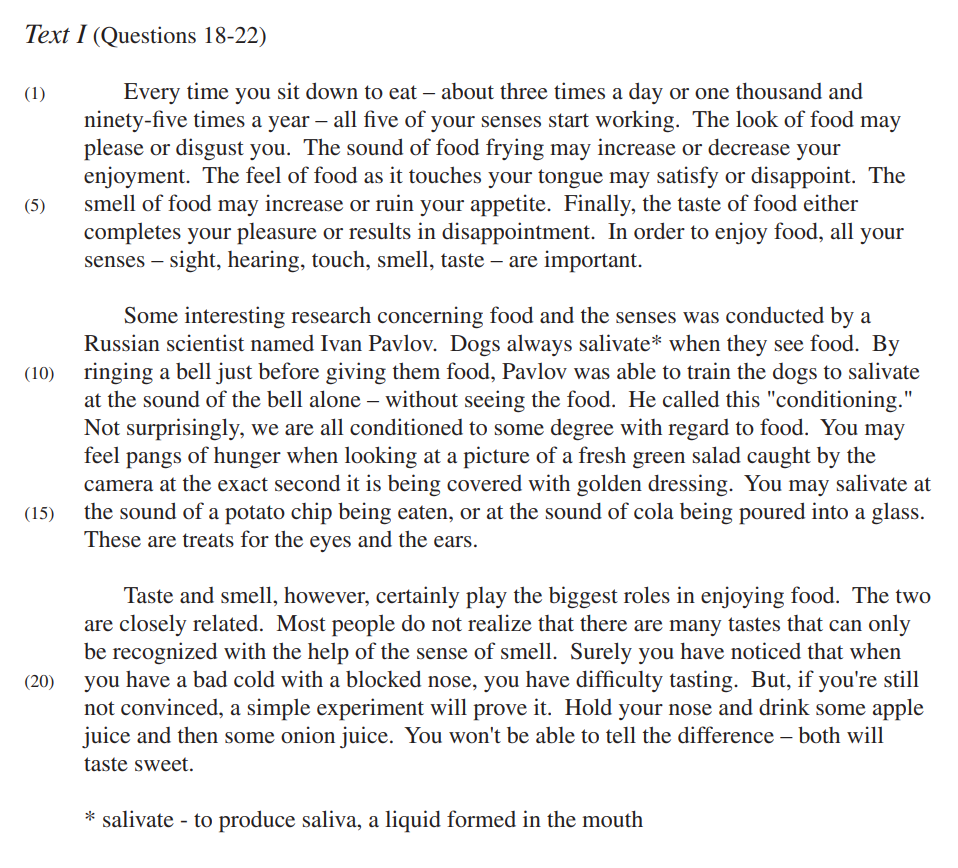 Text I (Questions 18-22)
(1) Every time you sit down to eat – about three times a day or one thousand and
ninety-five times a year – all five of your senses start working. The look of food may
please or disgust you. The sound of food frying may increase or decrease your
enjoyment. The feel of food as it touches your tongue may satisfy or disappoint. The
(5) smell of food may increase or ruin your appetite. Finally, the taste of food either
completes your pleasure or results in disappointment. In order to enjoy food, all your
senses – sight, hearing, touch, smell, taste – are important.
Some interesting research concerning food and the senses was conducted by a
Russian scientist named Ivan Pavlov. Dogs always salivate* when they see food. By
(10) ringing a bell just before giving them food, Pavlov was able to train the dogs to salivate
at the sound of the bell alone – without seeing the food. He called this "conditioning."
Not surprisingly, we are all conditioned to some degree with regard to food. You may
feel pangs of hunger when looking at a picture of a fresh green salad caught by the
camera at the exact second it is being covered with golden dressing. You may salivate at
(15) the sound of a potato chip being eaten, or at the sound of cola being poured into a glass.
These are treats for the eyes and the ears.
Taste and smell, however, certainly play the biggest roles in enjoying food. The two
are closely related. Most people do not realize that there are many tastes that can only
be recognized with the help of the sense of smell. Surely you have noticed that when
(20) you have a bad cold with a blocked nose, you have difficulty tasting. But, if you're still
not convinced, a simple experiment will prove it. Hold your nose and drink some apple
juice and then some onion juice. You won't be able to tell the difference – both will
taste sweet.
* salivate - to produce saliva, a liquid formed in the mouth